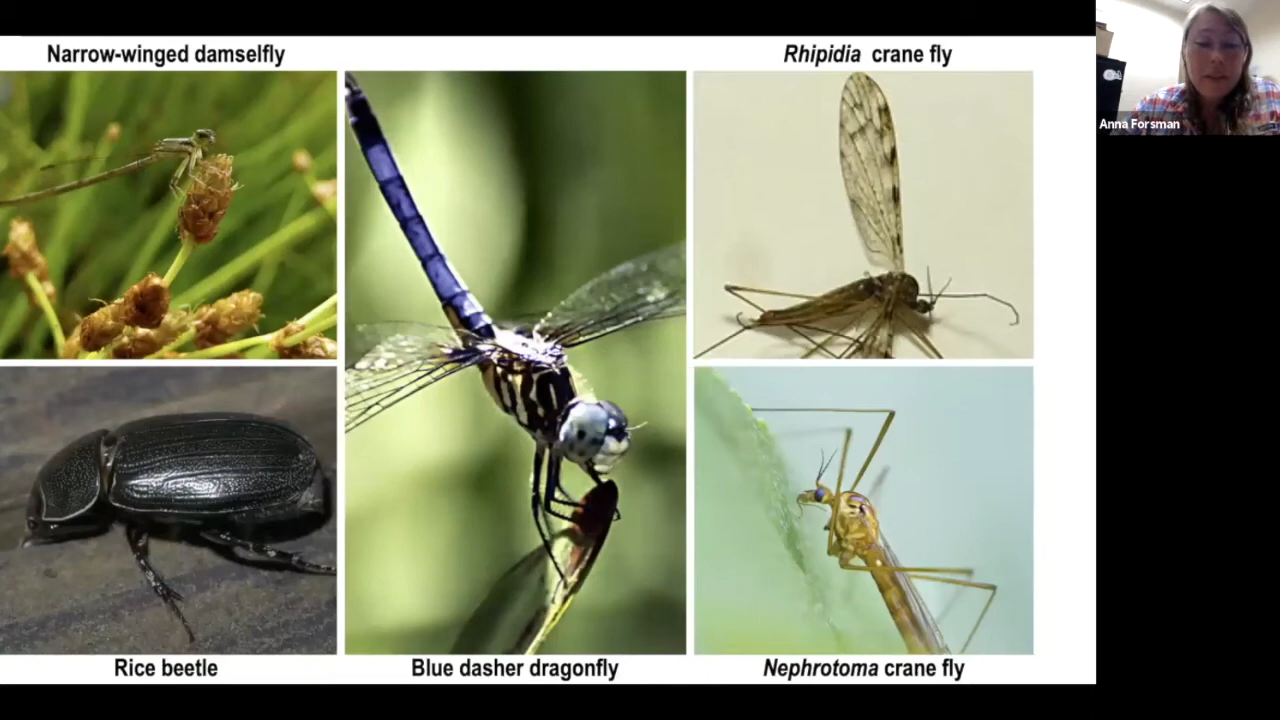 Narrow-winged damselfly
Rhipidia crane fly
Anna Forsman
Rice beetle
Blue dasher dragonfly
Nephrotoma crane fly